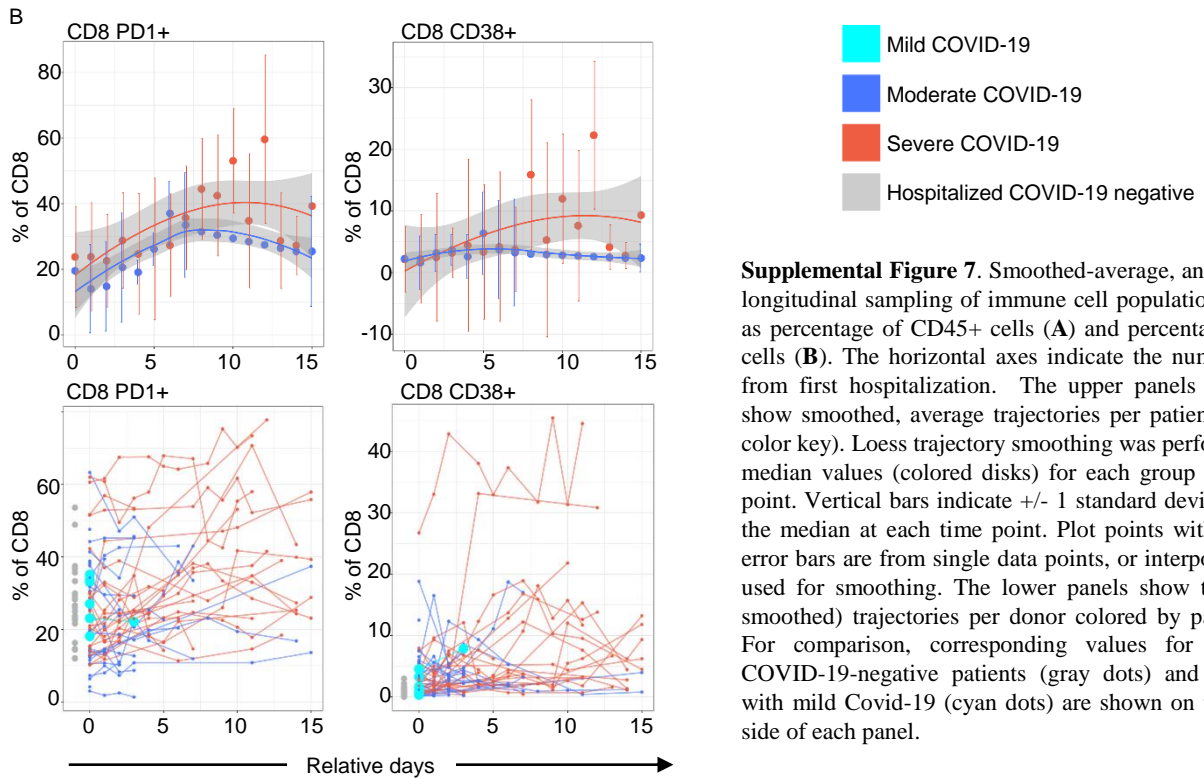 B
CD8 PD1+
80
60
40
20
0
% of CD8
0 5 10 15
CD8 CD38+
30
20
10
0
-10
% of CD8
0 5 10 15
Mild COVID-19
Moderate COVID-19
Severe COVID-19
Hospitalized COVID-19 negative
CD8 PD1+
60
40
20
0
% of CD8
0 5 10 15
CD8 CD38+
40
30
20
10
0
% of CD8
0 5 10 15
Relative days
Supplemental Figure 7. Smoothed-average, an
longitudinal sampling of immune cell population
as percentage of CD45+ cells (A) and percenta
cells (B). The horizontal axes indicate the num
from first hospitalization. The upper panels
show smoothed, average trajectories per patien
color key). Loess trajectory smoothing was perfo
median values (colored disks) for each group
point. Vertical bars indicate +/- 1 standard devi
the median at each time point. Plot points wit
error bars are from single data points, or interpo
used for smoothing. The lower panels show t
smoothed) trajectories per donor colored by p
For comparison, corresponding values for
COVID-19-negative patients (gray dots) and
with mild Covid-19 (cyan dots) are shown on
side of each panel.